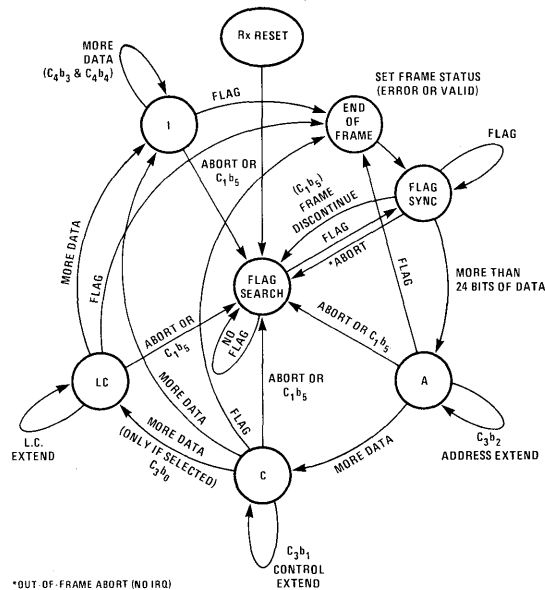 Rx RESET
MORE
DATA
(C4b3 & C4b4)
FLAG
SET FRAME STATUS
(ERROR OR VALID)
I
END
OF
FRAME
FLAG
ABORT OR
C1b5
(C1b5)
FRAME
DISCONTINUE
FLAG
SYNC
FLAG
*ABORT
MORE DATA
FLAG
FLAG
SEARCH
FLAG
MORE THAN
24 BITS OF DATA
ABORT OR
C1b5
NO
FLAG
ABORT OR C1b5
LC
A
ABORT OR
C1b5
MORE DATA
FLAG
L.C.
EXTEND
MORE DATA
(ONLY IF SELECTED)
C3b0
C3b2
ADDRESS EXTEND
C
MORE DATA
C3b1
CONTROL
EXTEND
*OUT-OF-FRAME ABORT (NO IRQ)